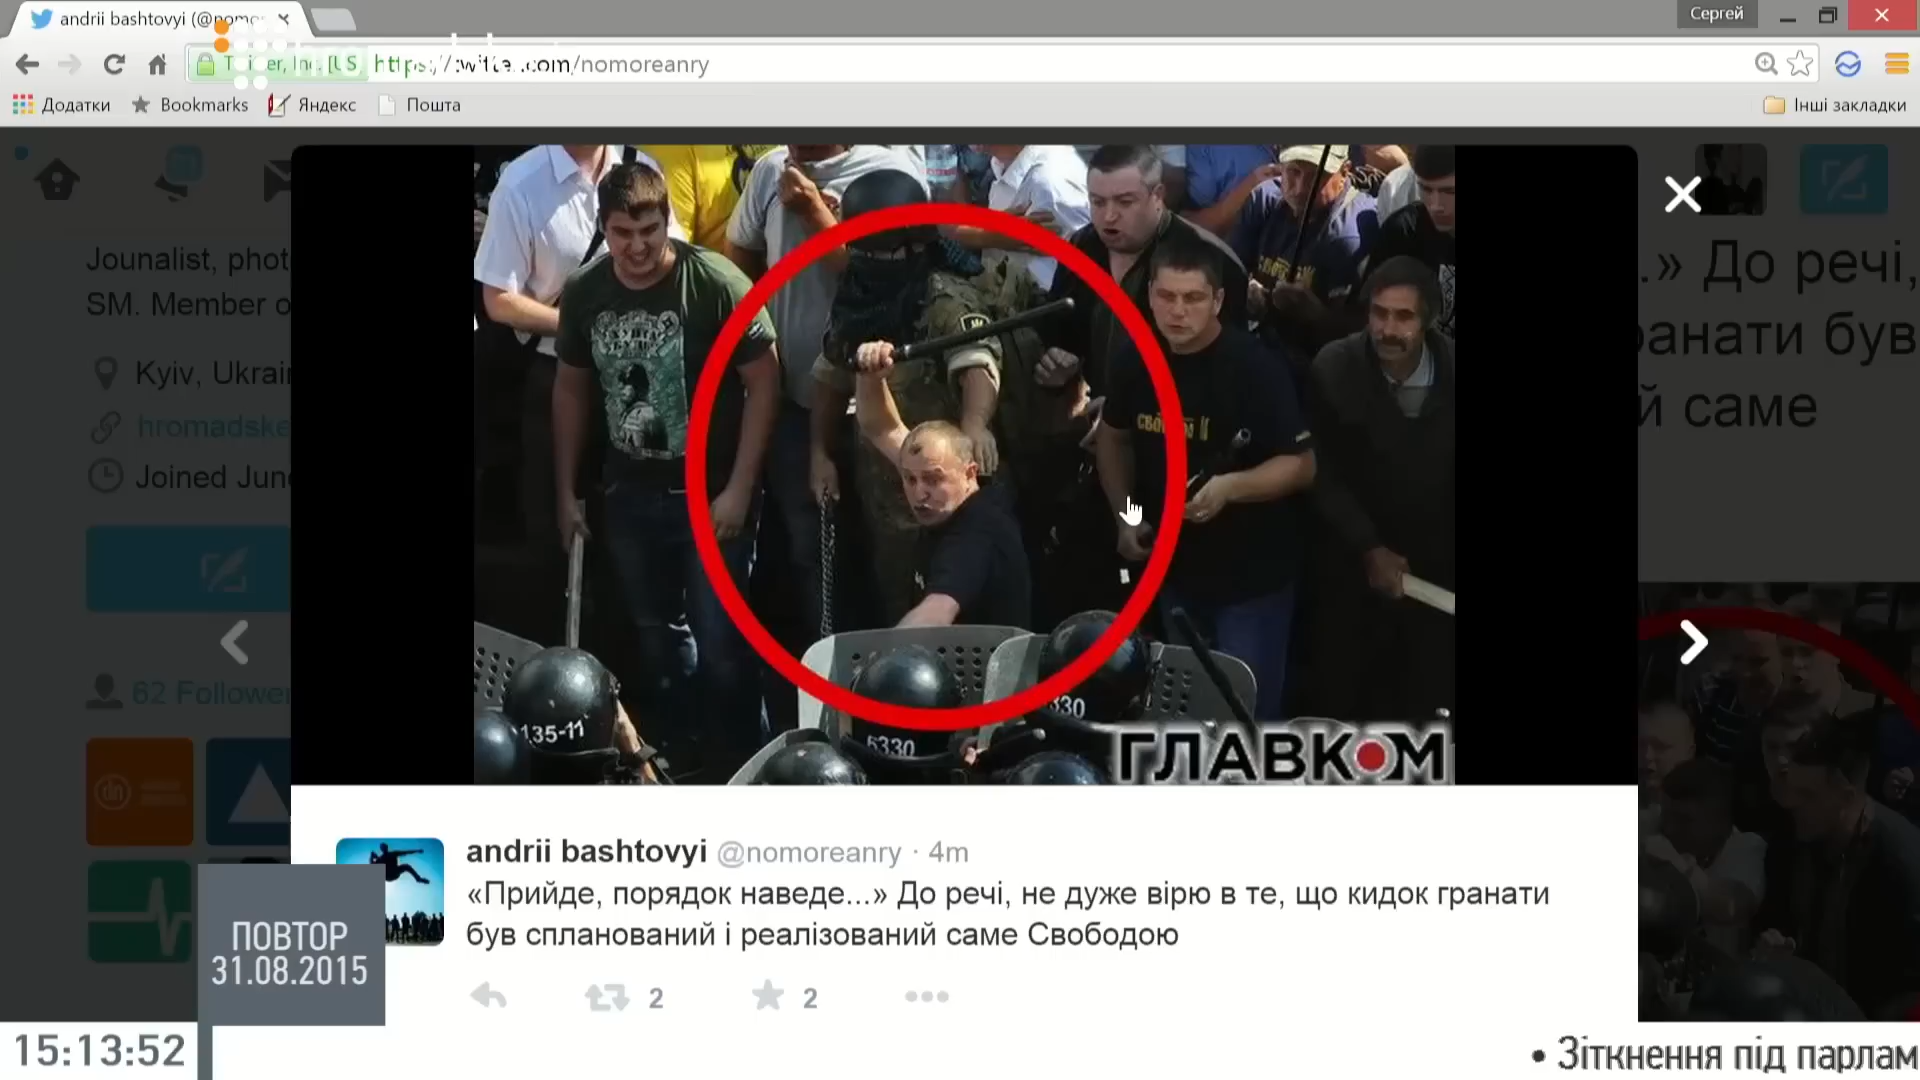 andrii bashtovyi (@nomo
Сергей
https://twitter.com/nomoreanry
Додатки
Bookmarks
Яндекс
Пошта
Інші закладки
Jounalist, phot
SM. Member o
Kyiv, Ukrai
hromadske
Joined Jun
62 Follower
.» До речі,
ранати був
й саме
135-11
5330
330
ГЛАВКОМ
andrii bashtovyi @nomoreanry · 4m
«Прийде, порядок наведе...» До речі, не дуже вірю в те, що кидок гранати
був спланований і реалізований саме Свободою
2
2
ПОВТОР
31.08.2015
15:13:52
• Зіткнення під парлам